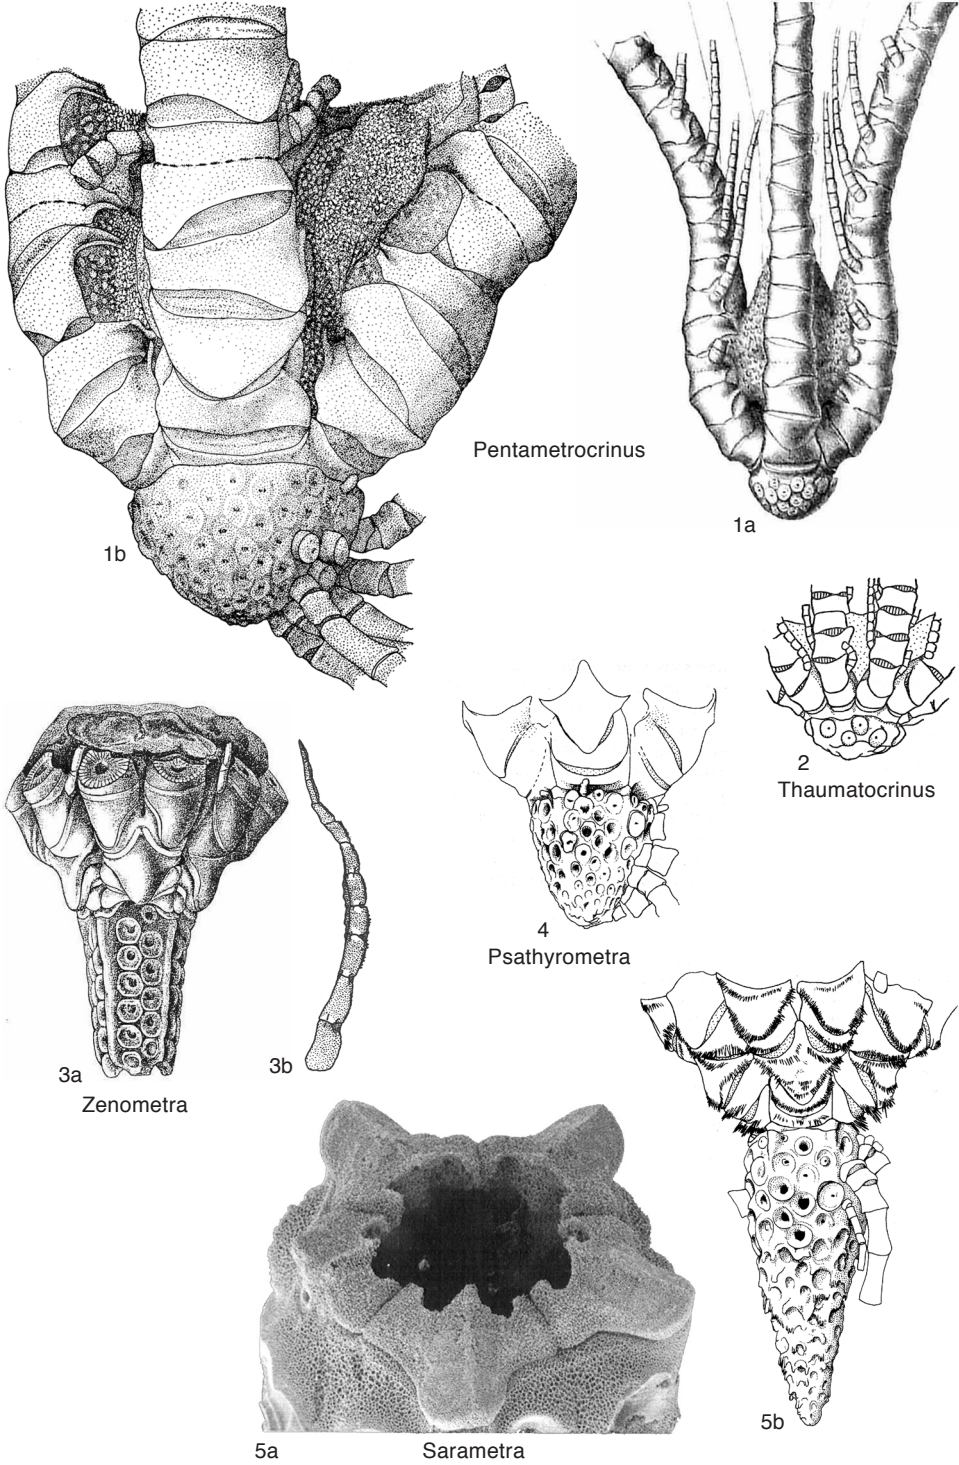 Pentametrocrinus
1a
1b
2
Thaumatocrinus
4
Psathyrometra
3a
3b
Zenometra
5b
5a
Sarametra